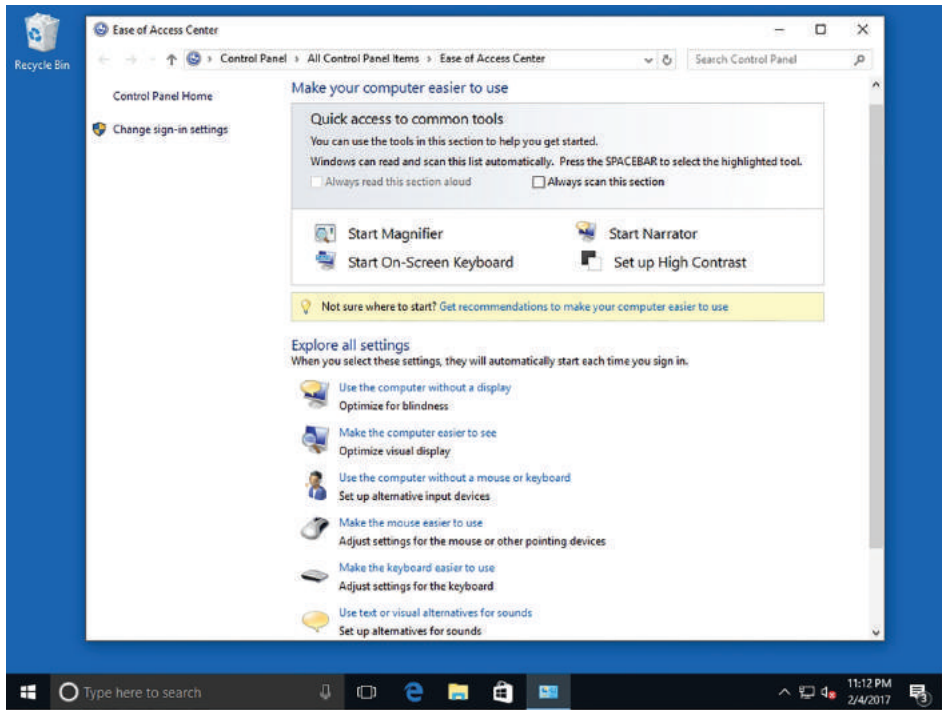 Recycle Bin
Ease of Access Center
Control Panel › All Control Panel Items › Ease of Access Center
Search Control Panel
Control Panel Home
Change sign-in settings
Make your computer easier to use
Quick access to common tools
You can use the tools in this section to help you get started.
Windows can read and scan this list automatically. Press the SPACEBAR to select the highlighted tool.
Always read this section aloud
Always scan this section
Start Magnifier
Start Narrator
Start On-Screen Keyboard
Set up High Contrast
Not sure where to start? Get recommendations to make your computer easier to use
Explore all settings
When you select these settings, they will automatically start each time you sign in.
Use the computer without a display
Optimize for blindness
Make the computer easier to see
Optimize visual display
Use the computer without a mouse or keyboard
Set up alternative input devices
Make the mouse easier to use
Adjust settings for the mouse or other pointing devices
Make the keyboard easier to use
Adjust settings for the keyboard
Use text or visual alternatives for sounds
Set up alternatives for sounds
Type here to search
11:12 PM
2/4/2017
3